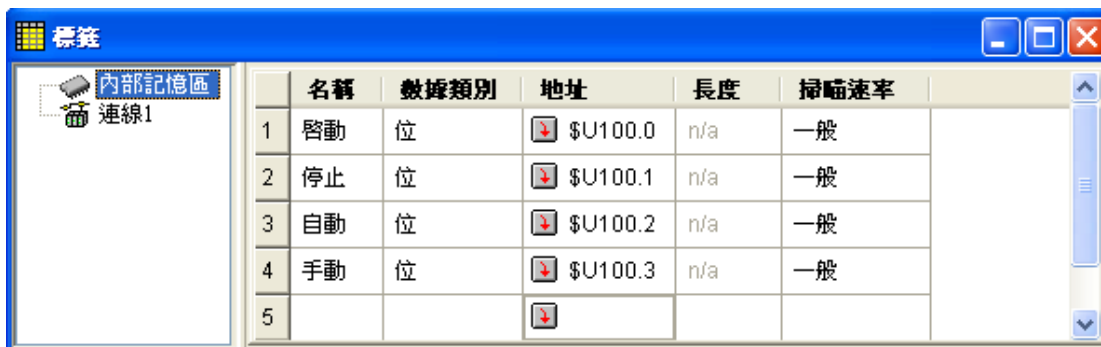 標籤
內部記憶區
連線1
名稱 數據類別 地址 長度 掃瞄速率
1 啓動 位 $U100.0 n/a 一般
2 停止 位 $U100.1 n/a 一般
3 自動 位 $U100.2 n/a 一般
4 手動 位 $U100.3 n/a 一般
5